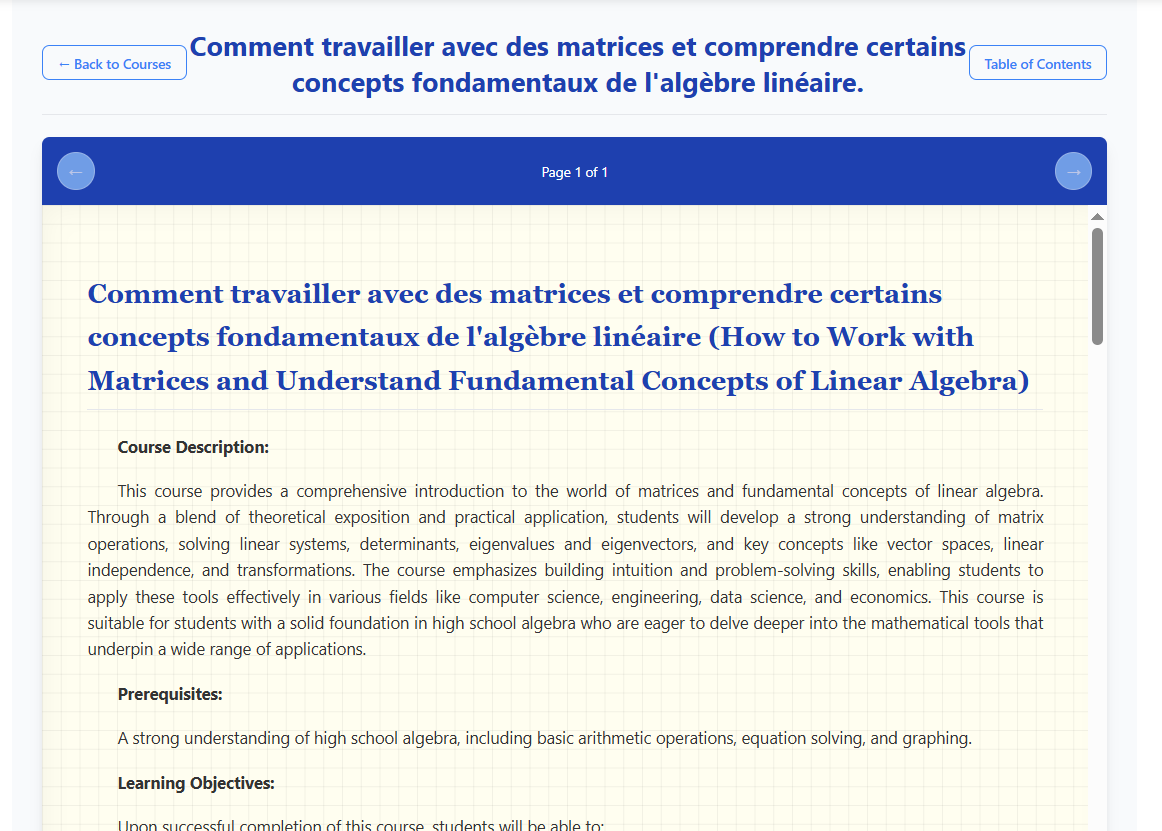 ← Back to Courses
Comment travailler avec des matrices et comprendre certains
concepts fondamentaux de l'algèbre linéaire.
Table of Contents
←
Page 1 of 1
→
Comment travailler avec des matrices et comprendre certains
concepts fondamentaux de l'algèbre linéaire (How to Work with
Matrices and Understand Fundamental Concepts of Linear Algebra)
Course Description:
This course provides a comprehensive introduction to the world of matrices and fundamental concepts of linear algebra.
Through a blend of theoretical exposition and practical application, students will develop a strong understanding of matrix
operations, solving linear systems, determinants, eigenvalues and eigenvectors, and key concepts like vector spaces, linear
independence, and transformations. The course emphasizes building intuition and problem-solving skills, enabling students to
apply these tools effectively in various fields like computer science, engineering, data science, and economics. This course is
suitable for students with a solid foundation in high school algebra who are eager to delve deeper into the mathematical tools that
underpin a wide range of applications.
Prerequisites:
A strong understanding of high school algebra, including basic arithmetic operations, equation solving, and graphing.
Learning Objectives:
Upon successful completion of this course, students will be able to: